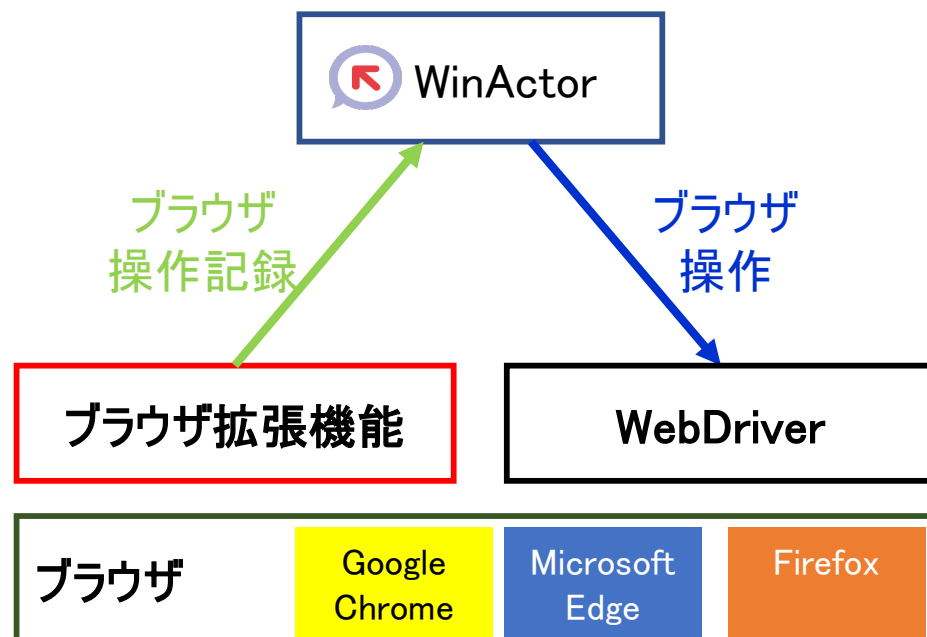 WinActor
ブラウザ
操作記録
ブラウザ
操作
ブラウザ拡張機能
WebDriver
ブラウザ
Google
Chrome
Microsoft
Edge
Firefox